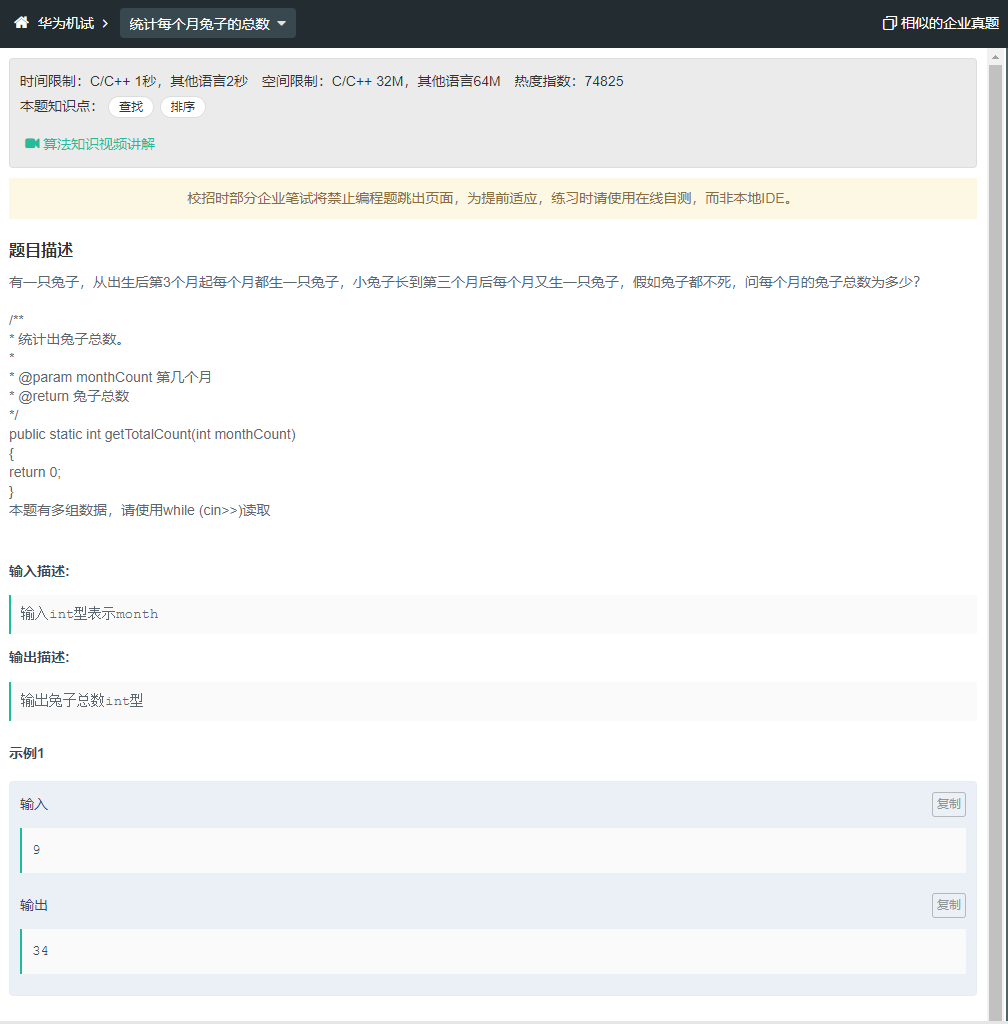 华为机试 统计每个月兔子的总数 相似的企业真题
时间限制：C/C++ 1秒，其他语言2秒 空间限制：C/C++ 32M，其他语言64M 热度指数：74825
本题知识点： 查找 排序
算法知识视频讲解
校招时部分企业笔试将禁止编程题跳出页面，为提前适应，练习时请使用在线自测，而非本地IDE。
题目描述
有一只兔子，从出生后第3个月起每个月都生一只兔子，小兔子长到第三个月后每个月又生一只兔子，假如兔子都不死，问每个月的兔子总数为多少？
/**
* 统计出兔子总数。
*
* @param monthCount 第几个月
* @return 兔子总数
*/
public static int getTotalCount(int monthCount)
{
return 0;
}
本题有多组数据，请使用while (cin>>)读取
输入描述:
输入int型表示month
输出描述:
输出兔子总数int型
示例1
输入 复制
9
输出 复制
34